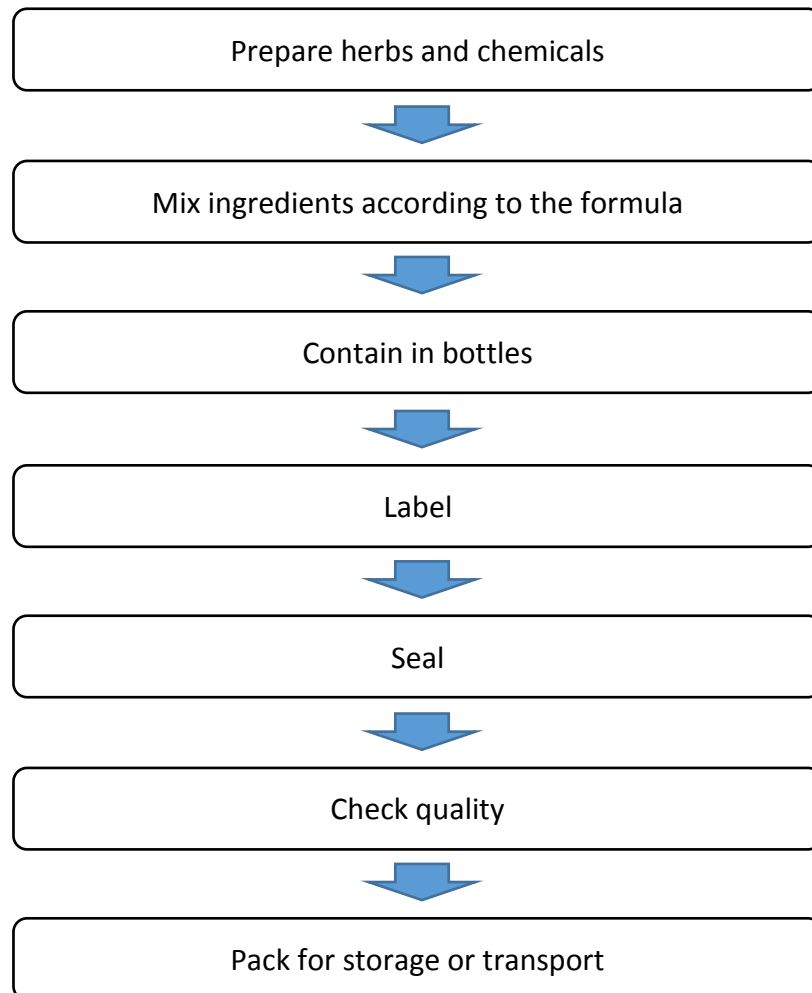 Prepare herbs and chemicals
Mix ingredients according to the formula
Contain in bottles
Label
Seal
Check quality
Pack for storage or transport